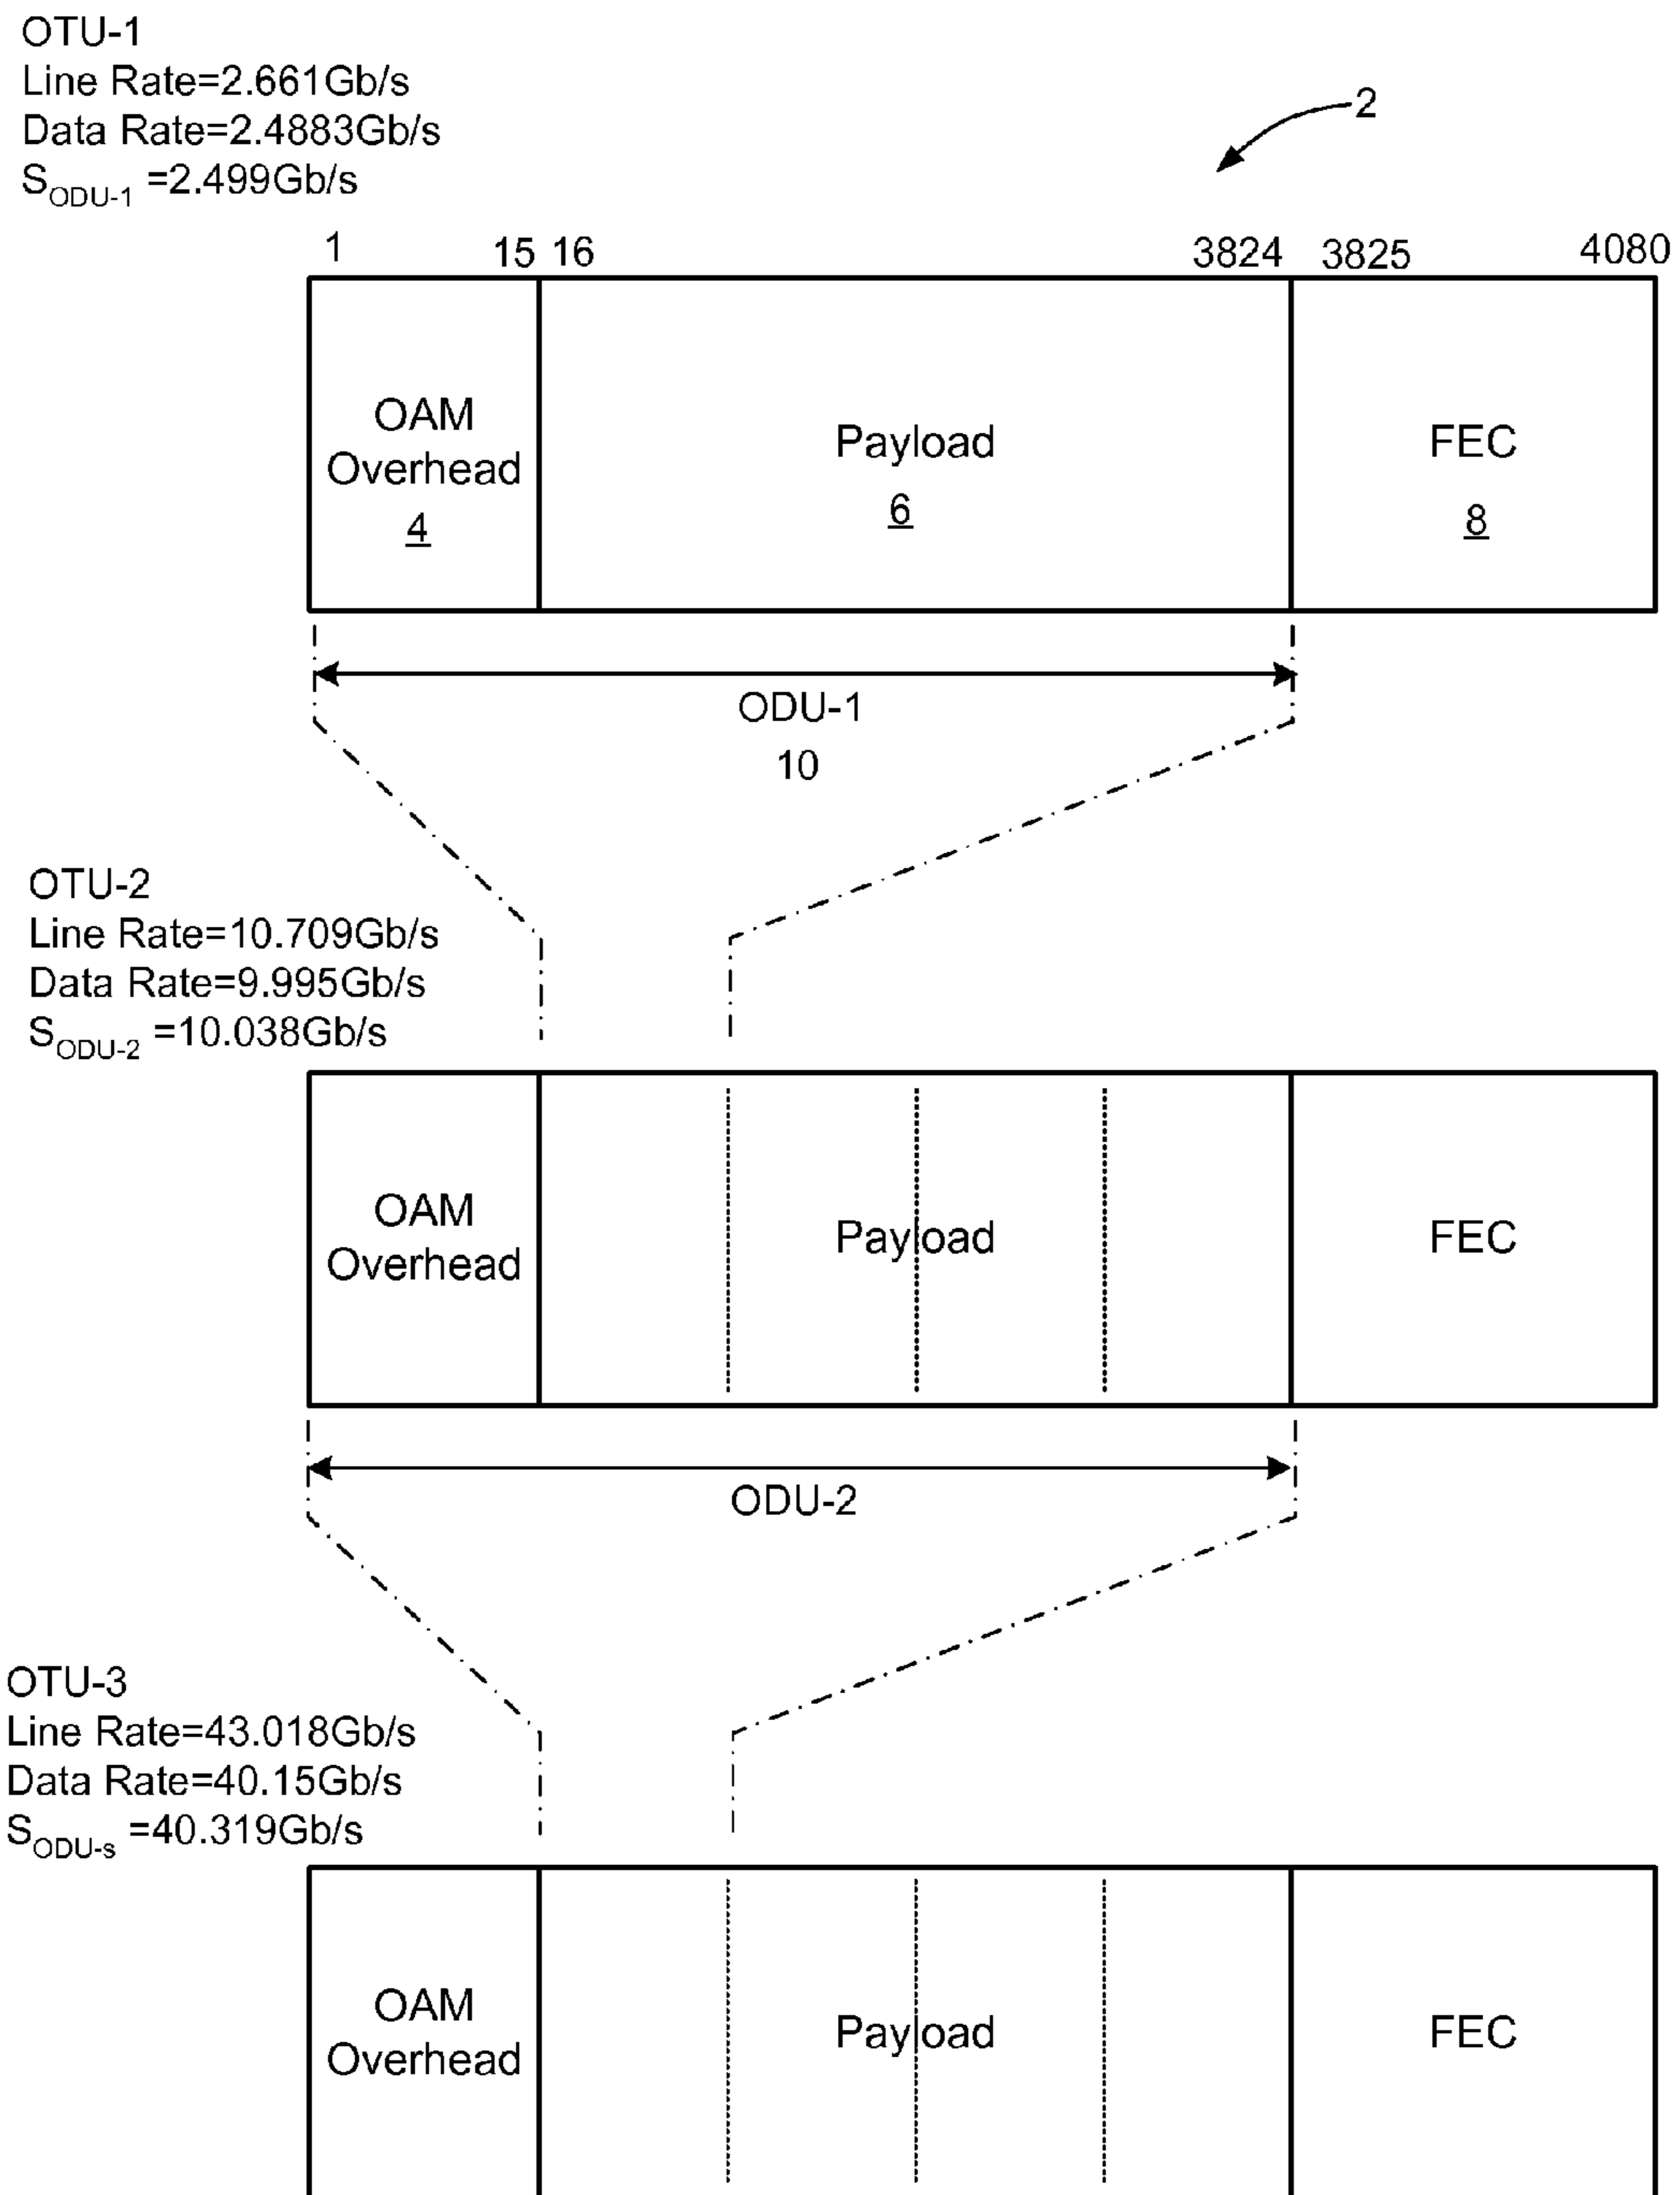 OTU-1
Line Rate=2.661Gb/s
Data Rate=2.4883Gb/s
S_ODU-1 =2.499Gb/s
2
1 15 16 3824 3825 4080
OAM
Overhead
4
Payload
6
FEC
8
ODU-1
10
OTU-2
Line Rate=10.709Gb/s
Data Rate=9.995Gb/s
S_ODU-2 =10.038Gb/s
OAM
Overhead
Payload
FEC
ODU-2
OTU-3
Line Rate=43.018Gb/s
Data Rate=40.15Gb/s
S_ODU-s =40.319Gb/s
OAM
Overhead
Payload
FEC